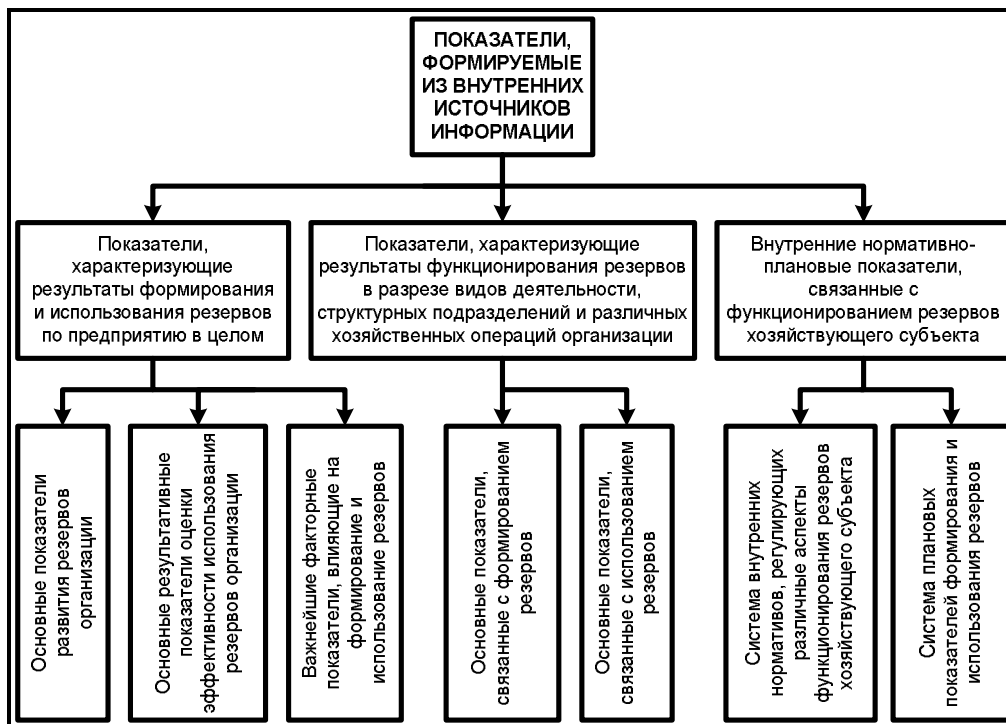 ПОКАЗАТЕЛИ,
ФОРМИРУЕМЫЕ
ИЗ ВНУТРЕННИХ
ИСТОЧНИКОВ
ИНФОРМАЦИИ
Показатели,
характеризующие
результаты формирования
и использования резервов
по предприятию в целом
Показатели, характеризующие
результаты функционирования резервов
в разрезе видов деятельности,
структурных подразделений и различных
хозяйственных операций организации
Внутренние нормативно-
плановые показатели,
связанные с
функционированием резервов
хозяйствующего субъекта
Основные показатели
развития резервов
организации
Основные результативные
показатели оценки
эффективности использования
резервов организации
Важнейшие факторные
показатели, влияющие на
формирование и
использование резервов
Основные показатели,
связанные с формированием
резервов
Основные показатели,
связанные с использованием
резервов
Система внутренних
нормативов, регулирующих
различные аспекты
функционирования резервов
хозяйствующего субъекта
Система плановых
показателей формирования и
использования резервов